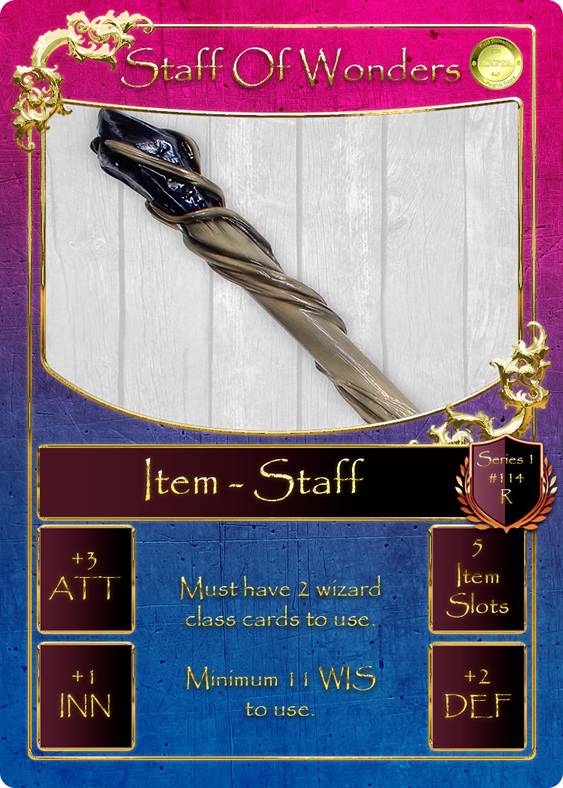 Staff Of Wonders
Item - Staff
Series 1
#114
R
+3
ATT
Must have 2 wizard
class cards to use.
5
Item
Slots
+1
INN
Minimum 11 WIS
to use.
+2
DEF